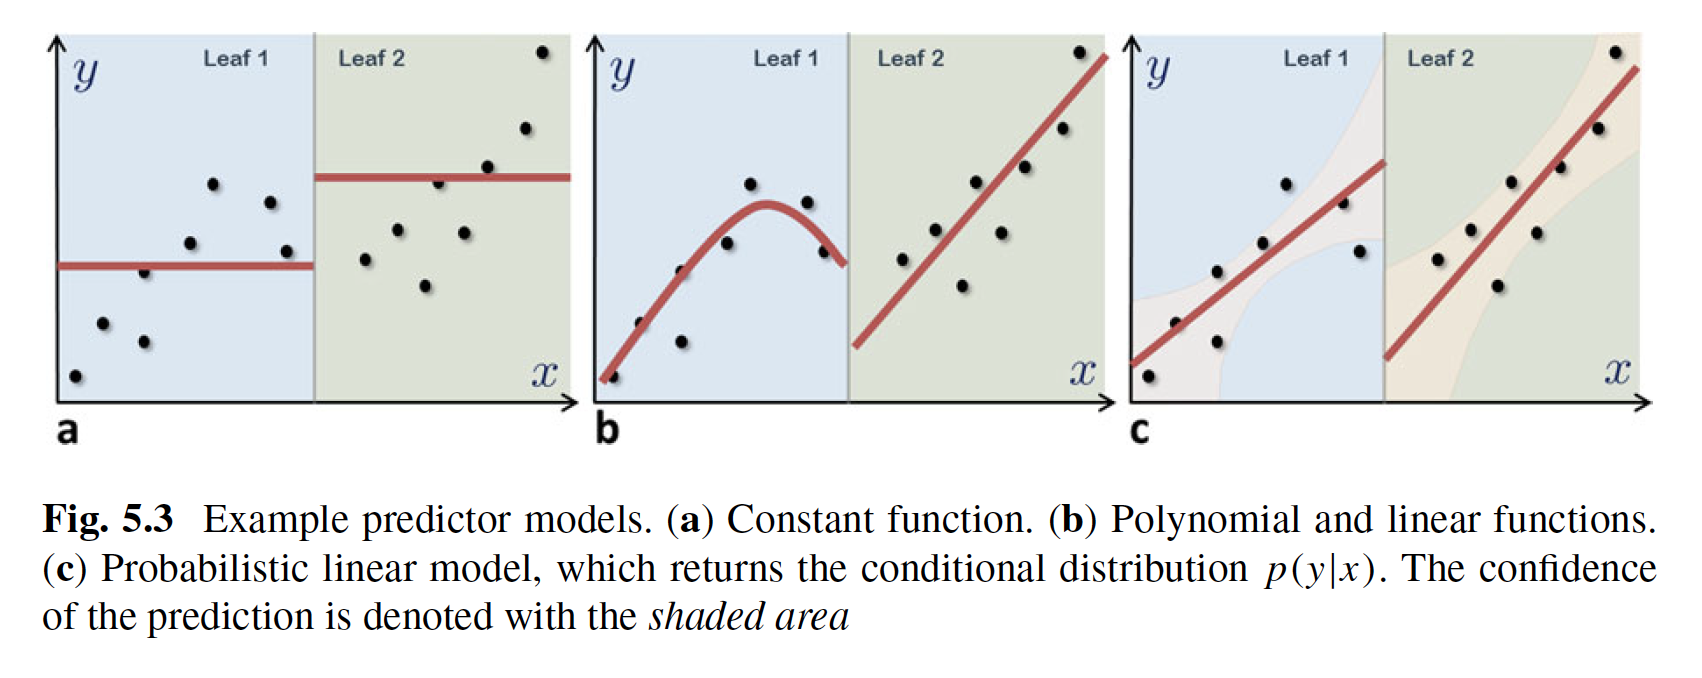 y Leaf 1 Leaf 2 x
a
y Leaf 1 Leaf 2 x
b
y Leaf 1 Leaf 2 x
c
Fig. 5.3 Example predictor models. (a) Constant function. (b) Polynomial and linear functions.
(c) Probabilistic linear model, which returns the conditional distribution p(y|x). The confidence
of the prediction is denoted with the shaded area